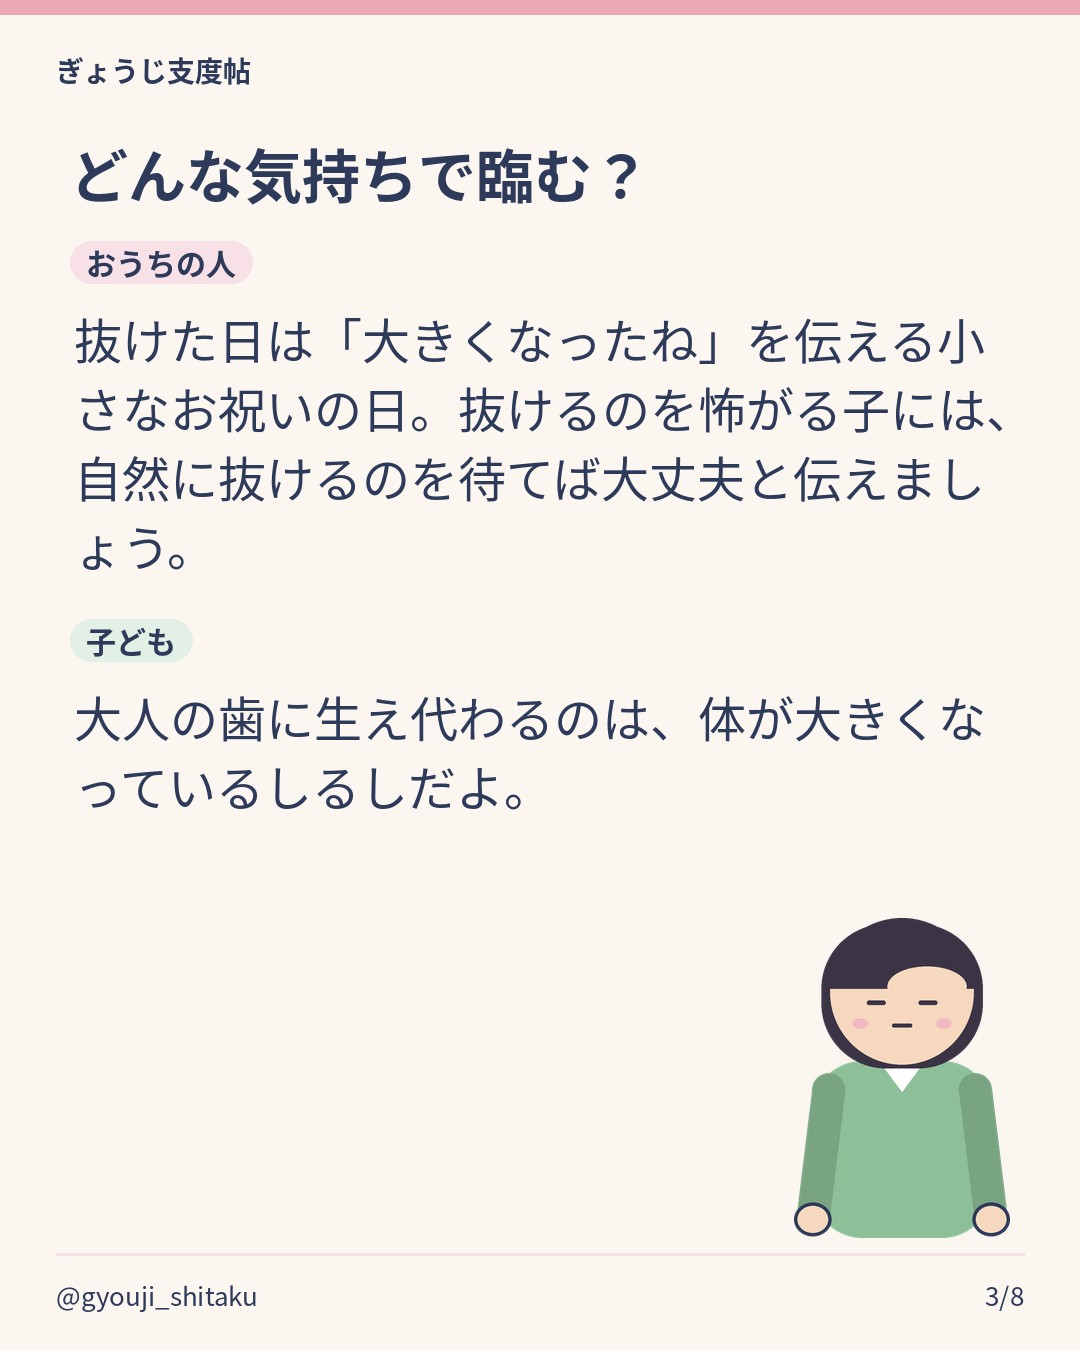 ぎょうじ支度帖
どんな気持ちで臨む？
おうちの人
抜けた日は「大きくなったね」を伝える小
さなお祝いの日。抜けるのを怖がる子には、
自然に抜けるのを待てば大丈夫と伝えまし
ょう。
子ども
大人の歯に生え代わるのは、体が大きくな
っているしるしだよ。
@gyouji_shitaku
3/8